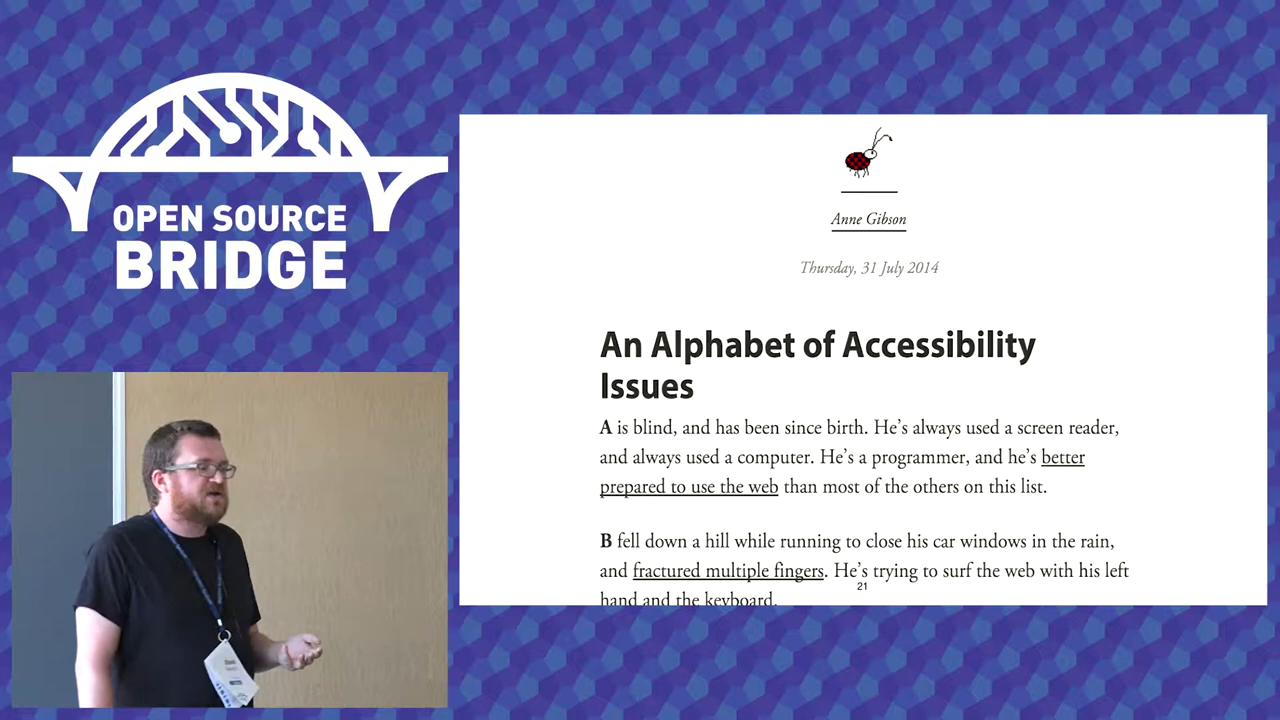 OPEN SOURCE
BRIDGE
Anne Gibson
Thursday, 31 July 2014
An Alphabet of Accessibility
Issues
A is blind, and has been since birth. He's always used a screen reader,
and always used a computer. He's a programmer, and he's better
prepared to use the web than most of the others on this list.
B fell down a hill while running to close his car windows in the rain,
and fractured multiple fingers. He's trying to surf the web with his left
hand and the keyboard.
21